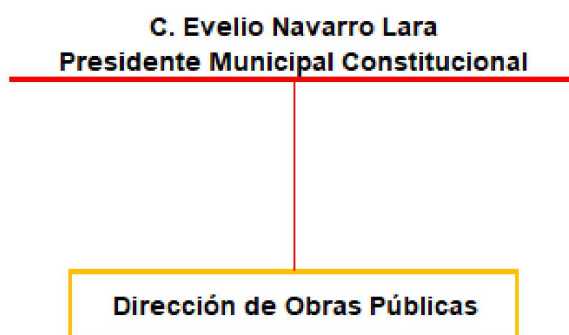 C. Evelio Navarro Lara
Presidente Municipal Constitucional
Dirección de Obras Públicas